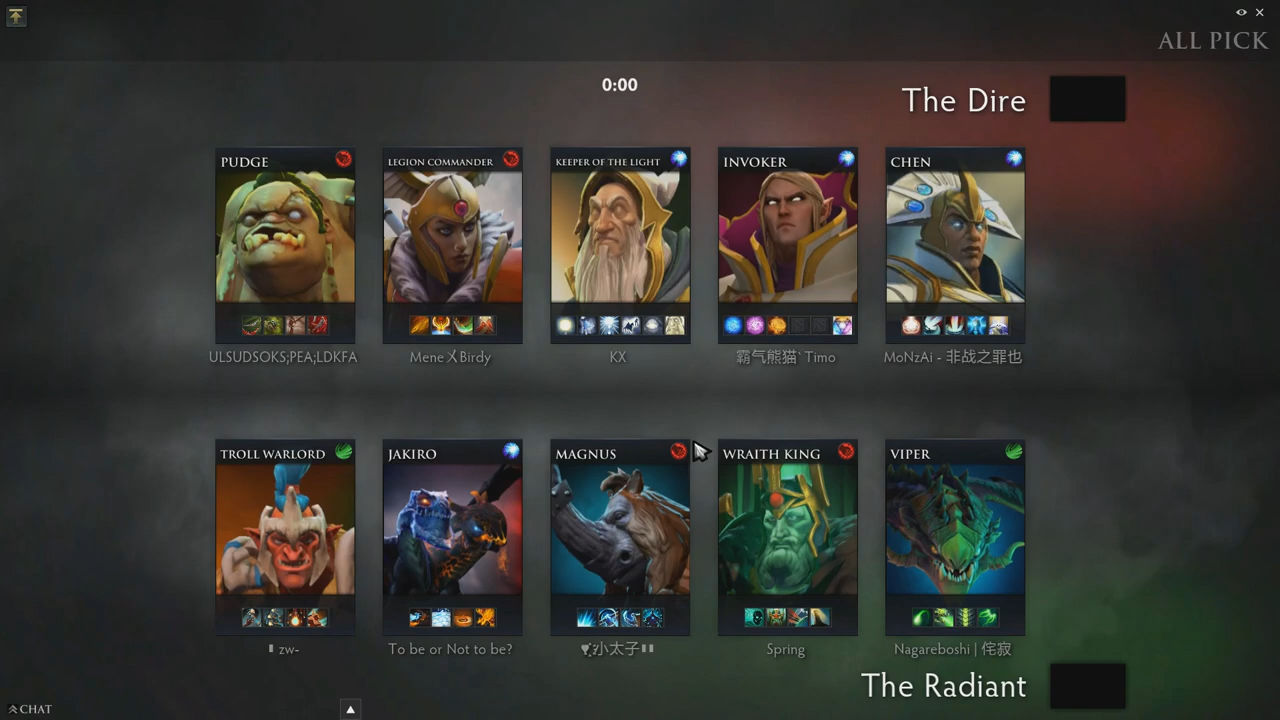 ALL PICK
0:00
The Dire
PUDGE
LEGION COMMANDER
KEEPER OF THE LIGHT
INVOKER
CHEN
ULSUDSOKS;PEA;LDKFA
Mene乂Birdy
KX
霸气熊猫` Timo
MoNzAi - 非战之罪也
TROLL WARLORD
JAKIRO
MAGNUS
WRAITH KING
VIPER
zw-
To be or Not to be?
小太子
Spring
Nagareboshi | 侘寂
The Radiant
CHAT